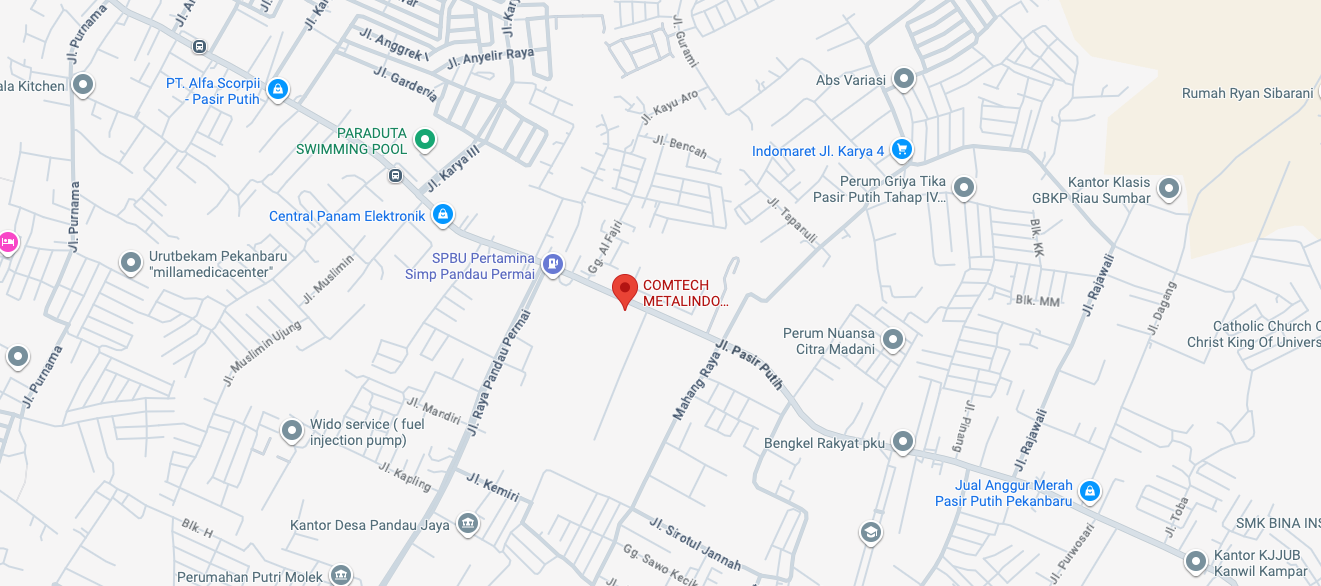 Jl. Purnama
Jl. Anggrek I
Jl. Anyelir Raya
Jl. Gardenia
Jl. Gurami
ala Kitchen
PT. Alfa Scorpii
- Pasir Putih
Abs Variasi
Rumah Ryan Sibarani
Jl. Kayu Aro
PARADUTA
SWIMMING POOL
Jl. Bencah
Indomaret Jl. Karya 4
Jl. Karya III
Perum Griya Tika
Pasir Putih Tahap IV...
Kantor Klasis
GBKP Riau Sumbar
Jl. Purnama
Central Panam Elektronik
Jl. Taparuli
Gg. Al Fajri
Blk. KK
Urutbekam Pekanbaru
"millamedicacenter"
SPBU Pertamina
Simp Pandau Permai
Jl. Muslimin
COMTECH
METALINDO...
Jl. Rajawali
Blk. MM
Jl. Dagang
Jl. Muslimin Ujung
Jl. Raya Pandau Permai
Jl. Pasir Putih
Perum Nuansa
Citra Madani
Catholic Church C
Christ King Of Univers
Jl. Purnama
Mahang Raya
Jl. Mandiri
Wido service ( fuel
injection pump)
Jl. Pinang
Jl. Rajawali
Bengkel Rakyat pku
Jl. Kapling
Jl. Kemiri
Jual Anggur Merah
Pasir Putih Pekanbaru
Blk. H
Kantor Desa Pandau Jaya
Jl. Sirotul Jannah
Jl. Toba
SMK BINA INS
Gg. Sawo Kecik
Jl. Purwosari
Kantor KJJUB
Kanwil Kampar
Perumahan Putri Molek